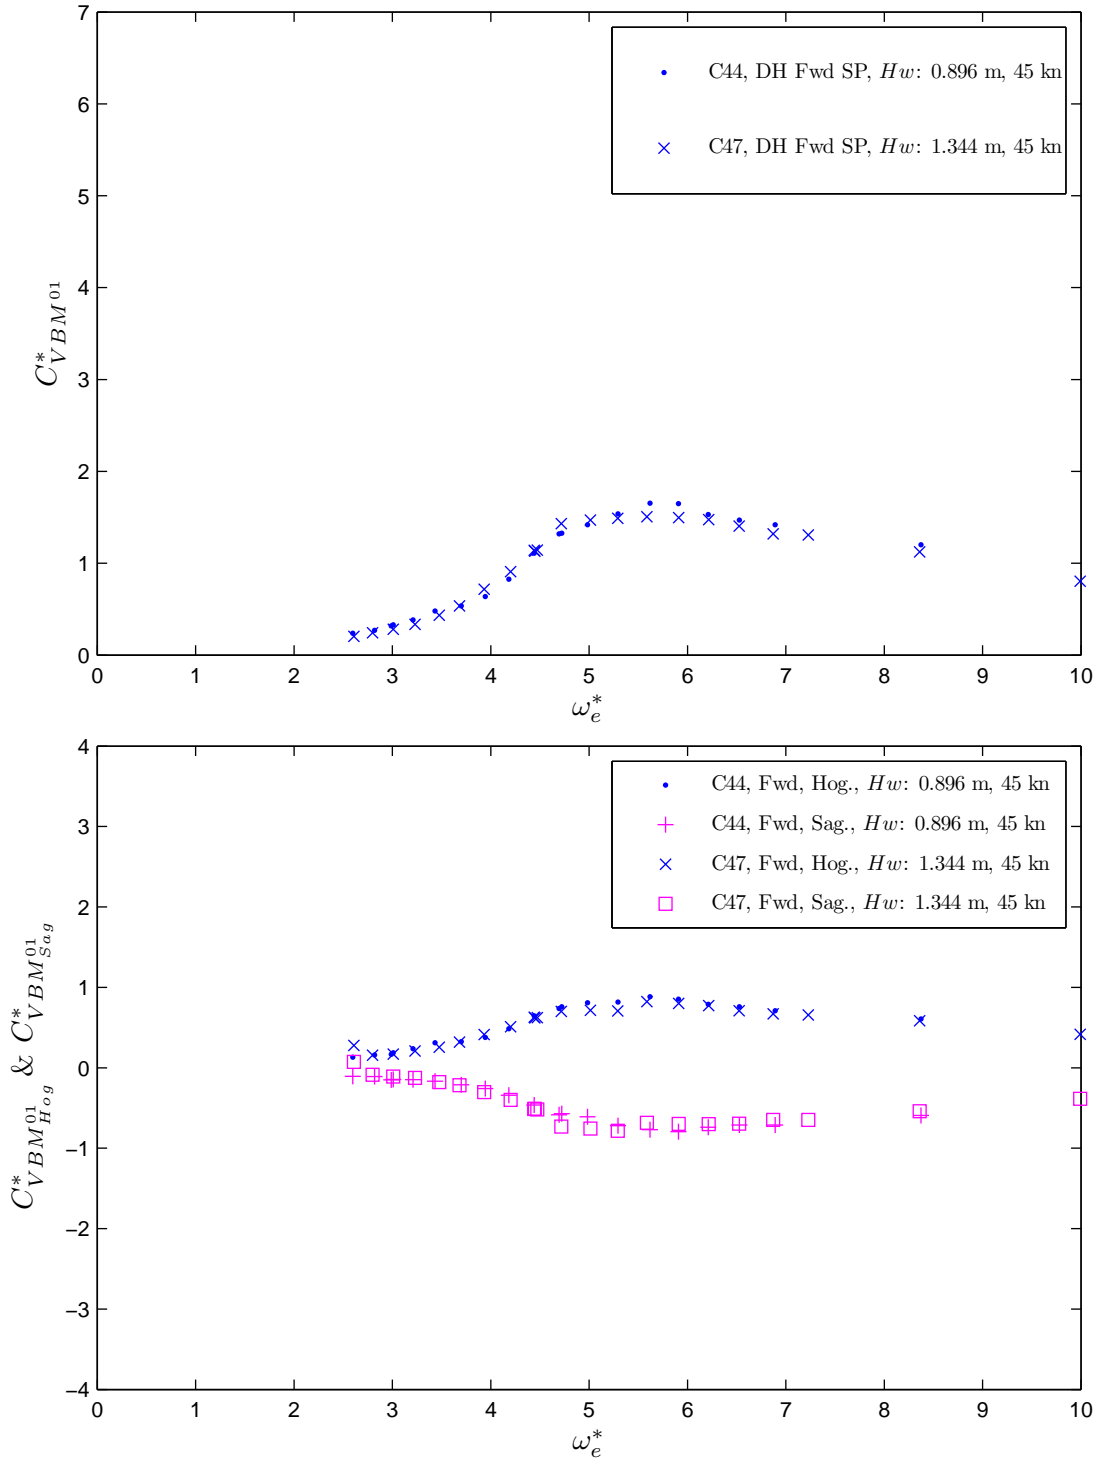 7
6
5
4
3
2
1
0
C*VBM01
C44, DH Fwd SP, Hw: 0.896 m, 45 kn
C47, DH Fwd SP, Hw: 1.344 m, 45 kn
0 1 2 3 4 5 6 7 8 9 10
ω*e
4
3
2
1
0
−1
−2
−3
−4
C*VBM01Hog & C*VBM01Sag
C44, Fwd, Hog., Hw: 0.896 m, 45 kn
C44, Fwd, Sag., Hw: 0.896 m, 45 kn
C47, Fwd, Hog., Hw: 1.344 m, 45 kn
C47, Fwd, Sag., Hw: 1.344 m, 45 kn
0 1 2 3 4 5 6 7 8 9 10
ω*e